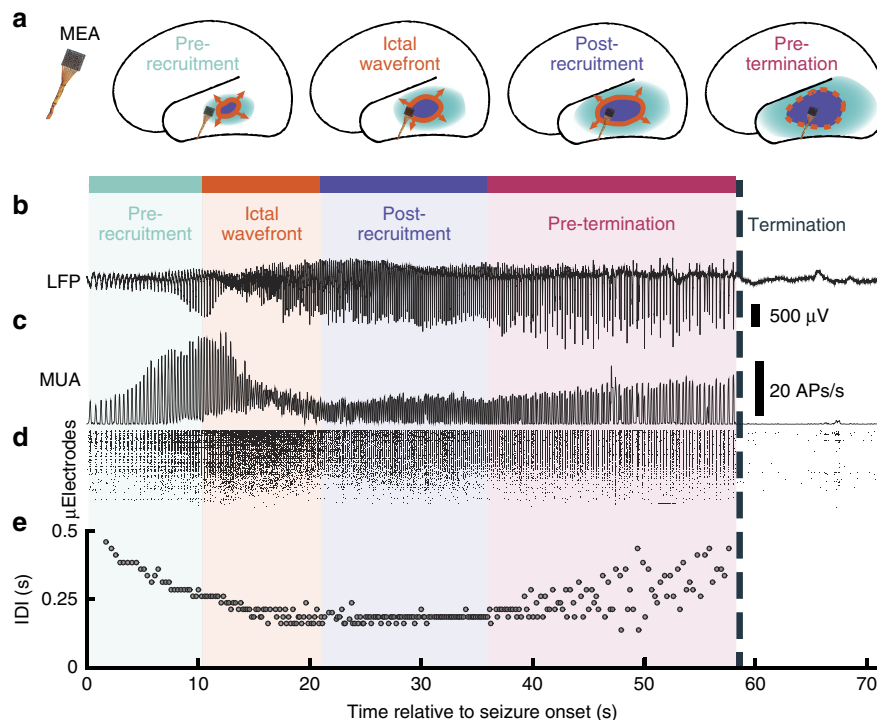 a
MEA
Pre-
recruitment
Ictal
wavefront
Post-
recruitment
Pre-
termination
b
Pre-
recruitment
Ictal
wavefront
Post-
recruitment
Pre-termination
Termination
LFP
500 μV
c
MUA
20 APs/s
d
μElectrodes
e
0.5
0.25
0
IDI (s)
0
10
20
30
40
50
60
70
Time relative to seizure onset (s)